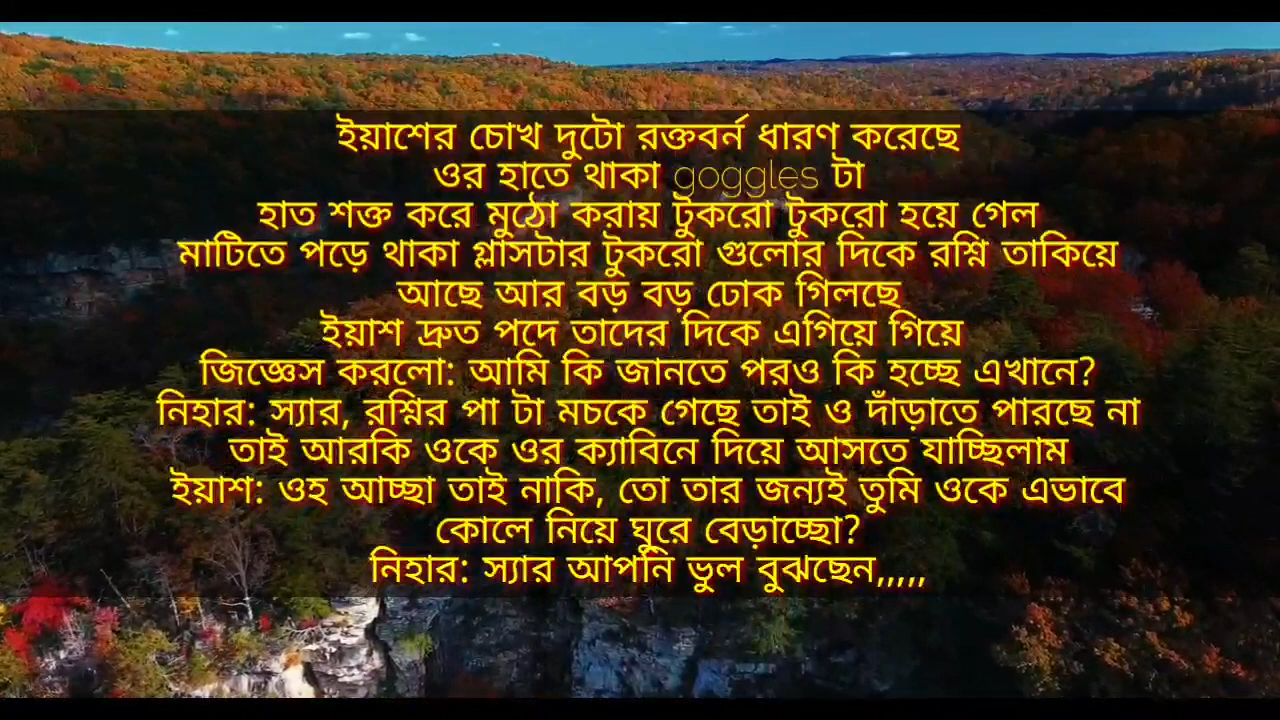 ইয়াশের চোখ দুটো রক্তবর্ন ধারণ করেছে
ওর হাতে থাকা goggles টা
হাত শক্ত করে মুঠো করায় টুকরো টুকরো হয়ে গেল
মাটিতে পড়ে থাকা গ্লাসটার টুকরো গুলোর দিকে রশ্নি তাকিয়ে
আছে আর বড় বড় ঢোক গিলছে
ইয়াশ দ্রুত পদে তাদের দিকে এগিয়ে গিয়ে
জিজ্ঞেস করলো: আমি কি জানতে পরও কি হচ্ছে এখানে?
নিহার: স্যার, রশ্নির পা টা মচকে গেছে তাই ও দাঁড়াতে পারছে না
তাই আরকি ওকে ওর ক্যাবিনে দিয়ে আসতে যাচ্ছিলাম
ইয়াশ: ওহ আচ্ছা তাই নাকি, তো তার জন্যই তুমি ওকে এভাবে
কোলে নিয়ে ঘুরে বেড়াচ্ছো?
নিহার: স্যার আপনি ভুল বুঝছেন,,,,,